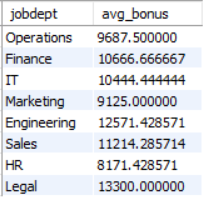 jobdept avg_bonus
Operations 9687.500000
Finance 10666.666667
IT 10444.444444
Marketing 9125.000000
Engineering 12571.428571
Sales 11214.285714
HR 8171.428571
Legal 13300.000000